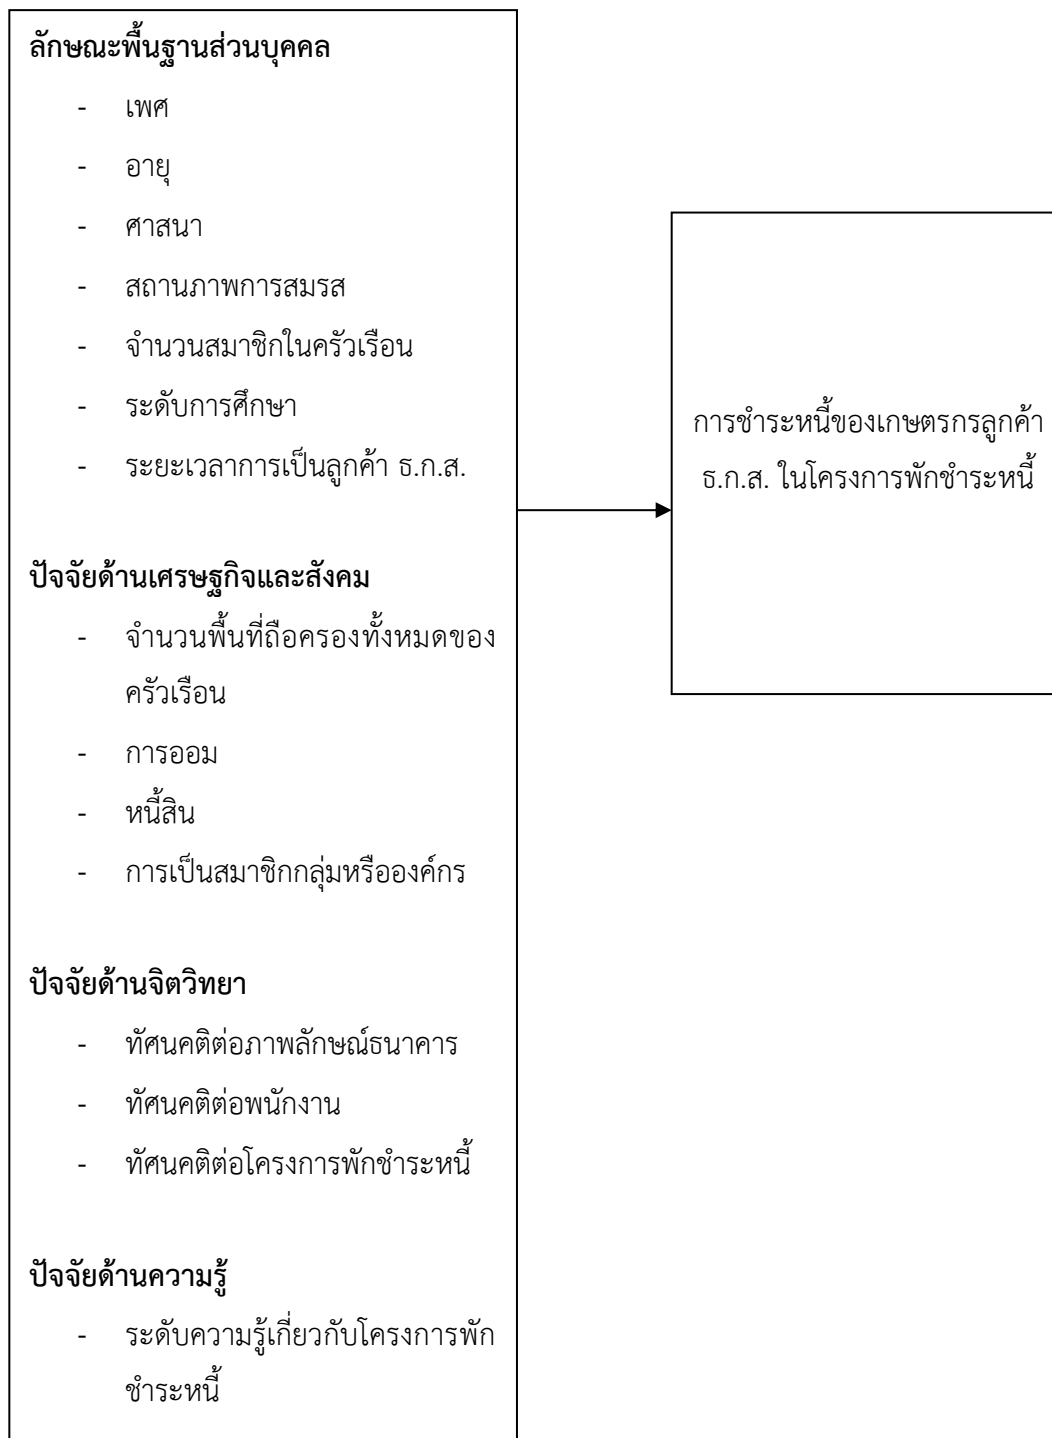 ลักษณะพื้นฐานส่วนบุคคล
- เพศ
- อายุ
- ศาสนา
- สถานภาพการสมรส
- จำนวนสมาชิกในครัวเรือน
- ระดับการศึกษา
- ระยะเวลาการเป็นลูกค้า ธ.ก.ส.
ปัจจัยด้านเศรษฐกิจและสังคม
- จำนวนพื้นที่ถือครองทั้งหมดของ
ครัวเรือน
- การออม
- หนี้สิน
- การเป็นสมาชิกกลุ่มหรือองค์กร
ปัจจัยด้านจิตวิทยา
- ทัศนคติต่อภาพลักษณ์ธนาคาร
- ทัศนคติต่อพนักงาน
- ทัศนคติต่อโครงการพักชำระหนี้
ปัจจัยด้านความรู้
- ระดับความรู้เกี่ยวกับโครงการพัก
ชำระหนี้
การชำระหนี้ของเกษตรกรลูกค้า
ธ.ก.ส. ในโครงการพักชำระหนี้